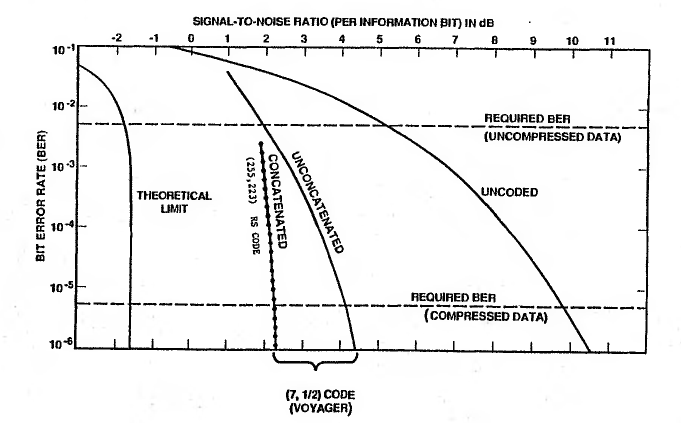 SIGNAL-TO-NOISE RATIO (PER INFORMATION BIT) IN dB
-2 -1 0 1 2 3 4 5 6 7 8 9 10 11
BIT ERROR RATE (BER)
10-1
10-2
10-3
10-4
10-5
10-6
REQUIRED BER
(UNCOMPRESSED DATA)
THEORETICAL
LIMIT
(255,223) RS CODE
CONCATENATED
UNCONCATENATED
UNCODED
REQUIRED BER
(COMPRESSED DATA)
(7, 1/2) CODE
(VOYAGER)